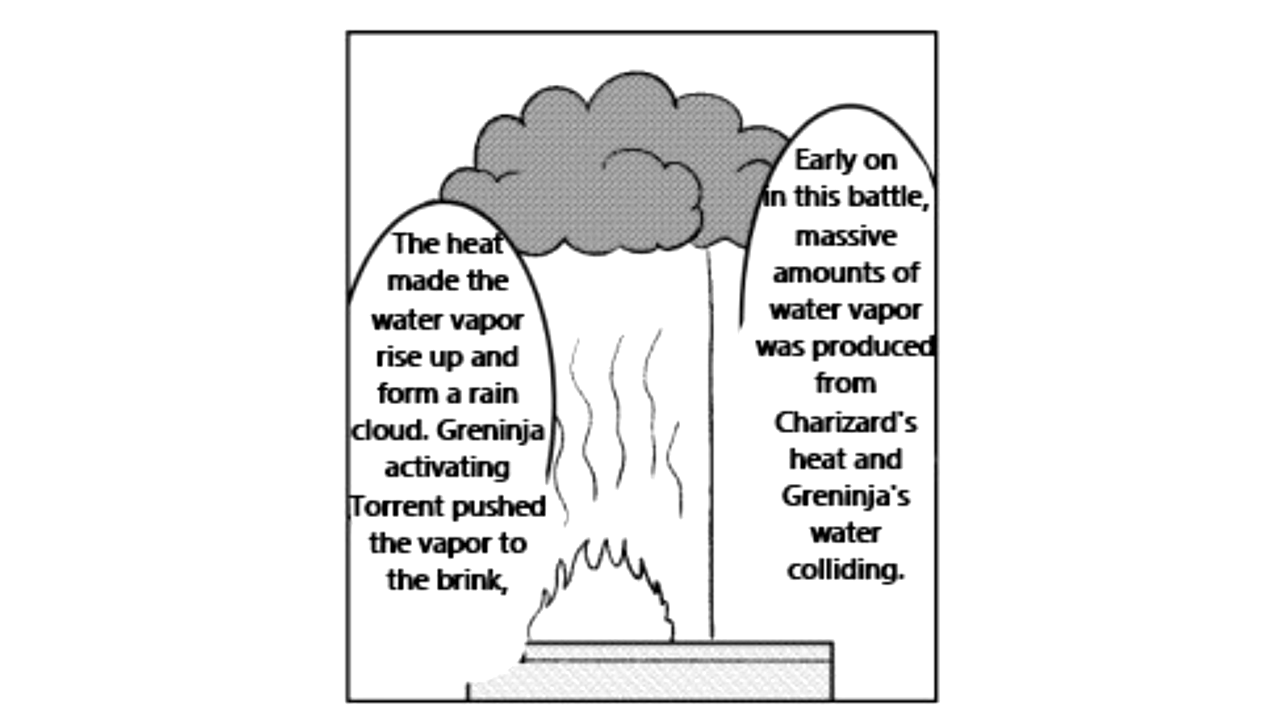 Early on
in this battle,
massive
amounts of
water vapor
was produced
from
Charizard's
heat and
Greninja's
water
colliding.
The heat
made the
water vapor
rise up and
form a rain
cloud. Greninja
activating
Torrent pushed
the vapor to
the brink,